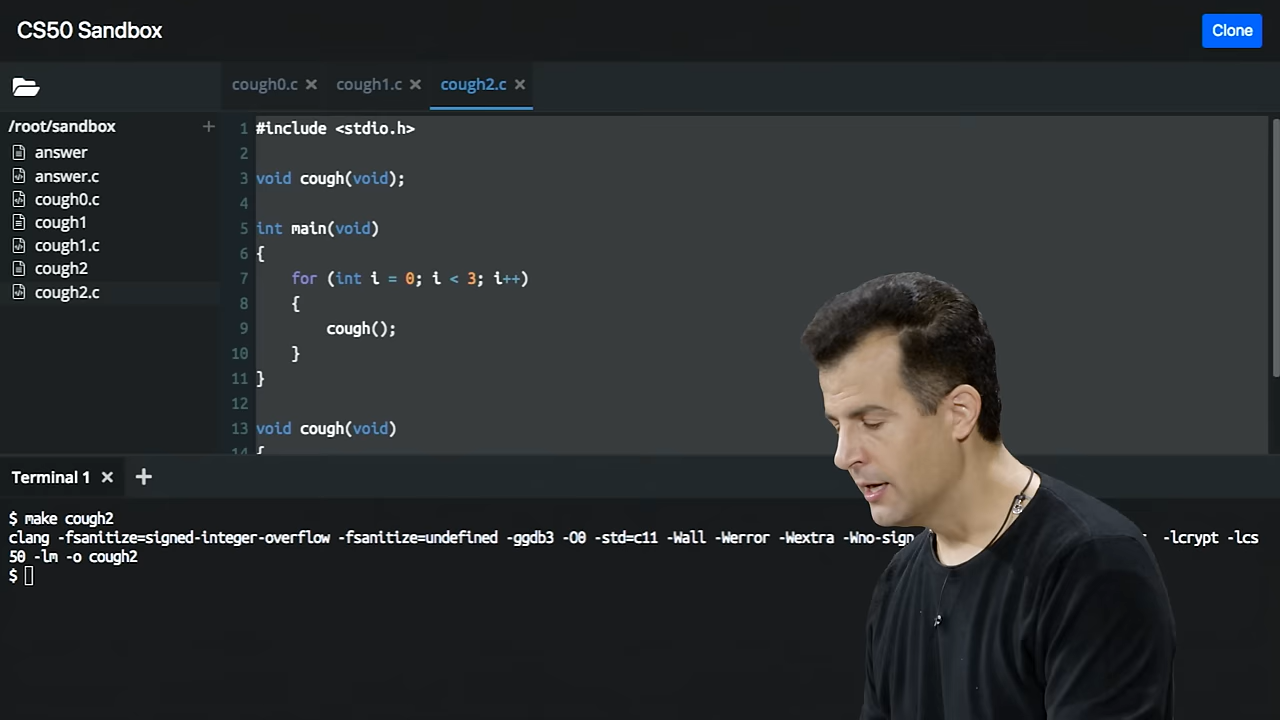 CS50 Sandbox
Clone
cough0.c
cough1.c
cough2.c
/root/sandbox
answer
answer.c
cough0.c
cough1
cough1.c
cough2
cough2.c
1 #include <stdio.h>
2
3 void cough(void);
4
5 int main(void)
6 {
7 for (int i = 0; i < 3; i++)
8 {
9 cough();
10 }
11 }
12
13 void cough(void)
14 {
Terminal 1
$ make cough2
clang -fsanitize=signed-integer-overflow -fsanitize=undefined -ggdb3 -O0 -std=c11 -Wall -Werror -Wextra -Wno-sign -lcrypt -lcs
50 -lm -o cough2
$